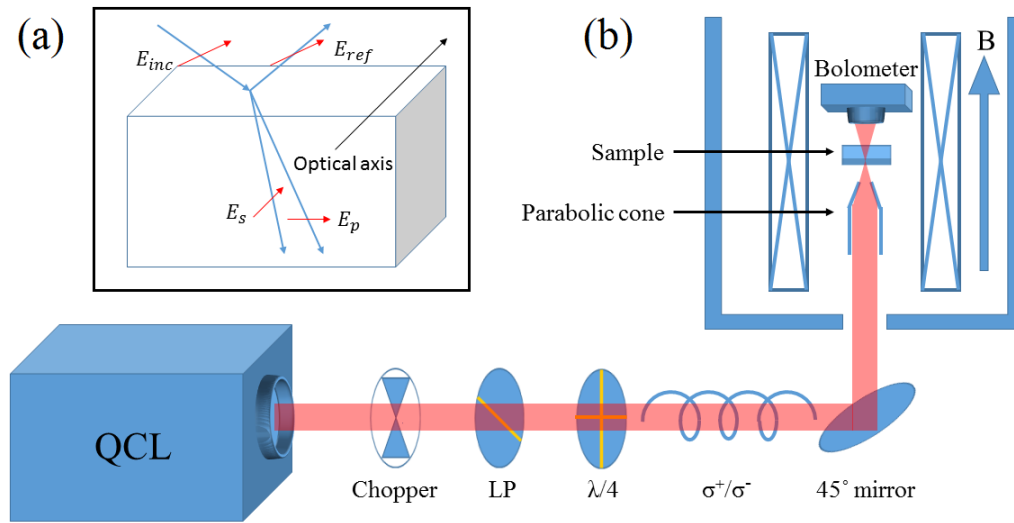 (a)
E_inc
E_ref
Optical axis
E_s
E_p
(b)
B
Bolometer
Sample
Parabolic cone
QCL
Chopper
LP
λ/4
σ⁺/σ⁻
45° mirror